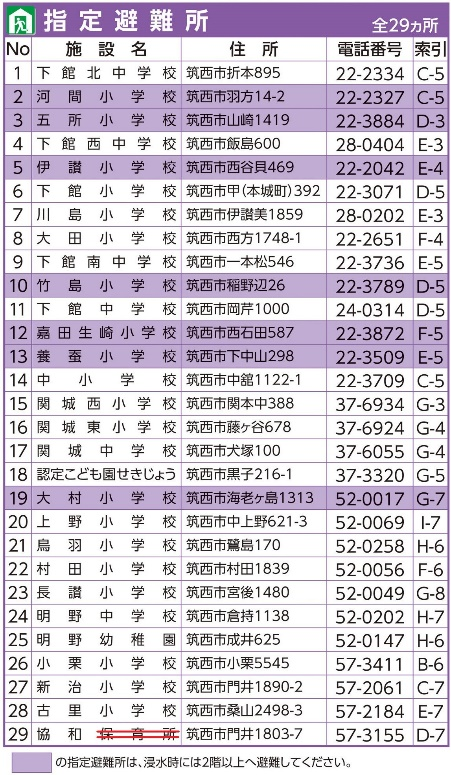 指定避難所 全29ヵ所
No 施設名 住所 電話番号 索引
1 下館北中学校 筑西市折本895 22-2334 C-5
2 河間小学校 筑西市羽方14-2 22-2327 C-5
3 五所小学校 筑西市山崎1419 22-3884 D-3
4 下館西中学校 筑西市飯島600 28-0404 E-3
5 伊讃小学校 筑西市西谷貝469 22-2042 E-4
6 下館小学校 筑西市甲(本城町)392 22-3071 D-5
7 川島小学校 筑西市伊讃美1859 28-0202 E-3
8 大田小学校 筑西市西方1748-1 22-2651 F-4
9 下館南中学校 筑西市一本松546 22-3736 E-5
10 竹島小学校 筑西市稲野辺26 22-3789 D-5
11 下館中学校 筑西市岡芹1000 24-0314 D-5
12 嘉田生崎小学校 筑西市西石田587 22-3872 F-5
13 養蚕小学校 筑西市下中山298 22-3509 E-5
14 中小学校 筑西市中舘1122-1 22-3709 C-5
15 関城西小学校 筑西市関本中388 37-6934 G-3
16 関城東小学校 筑西市藤ヶ谷678 37-6924 G-4
17 関城中学校 筑西市犬塚100 37-6055 G-4
18 認定こども園せきじょう 筑西市黒子216-1 37-3320 G-5
19 大村小学校 筑西市海老ヶ島1313 52-0017 G-7
20 上野小学校 筑西市中上野621-3 52-0069 I-7
21 鳥羽小学校 筑西市鷺島170 52-0258 H-6
22 村田小学校 筑西市村田1839 52-0056 F-6
23 長讃小学校 筑西市宮後1480 52-0049 G-8
24 明野中学校 筑西市倉持1138 52-0202 H-7
25 明野幼稚園 筑西市成井625 52-0147 H-6
26 小栗小学校 筑西市小栗5545 57-3411 B-6
27 新治小学校 筑西市門井1890-2 57-2061 C-7
28 古里小学校 筑西市桑山2498-3 57-2184 E-7
29 協和保育所 筑西市門井1803-7 57-3155 D-7
の指定避難所は、浸水時には2階以上へ避難してください。